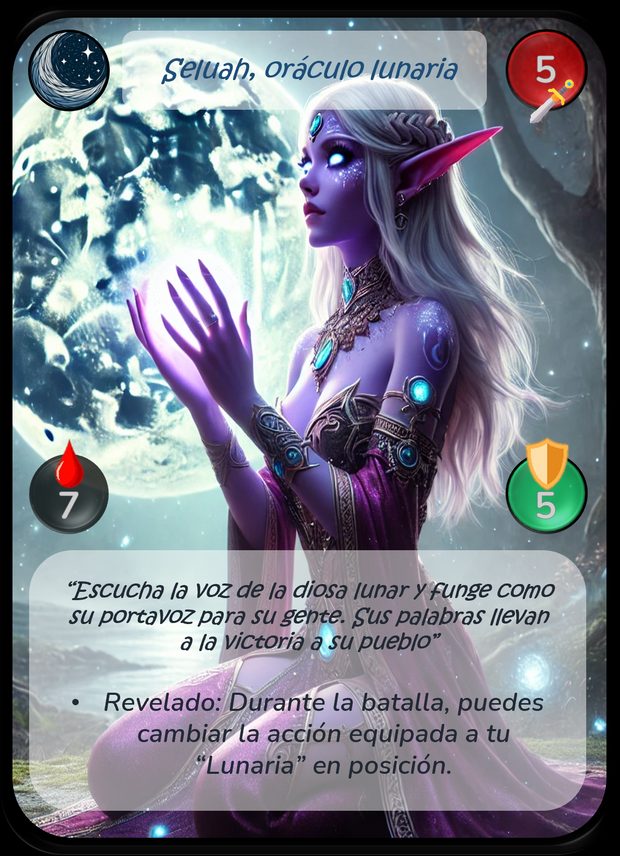 Seluah, oráculo lunaria
5
7
5
“Escucha la voz de la diosa lunar y funge como
su portavoz para su gente. Sus palabras llevan
a la victoria a su pueblo”
• Revelado: Durante la batalla, puedes
cambiar la acción equipada a tu
“Lunaria” en posición.